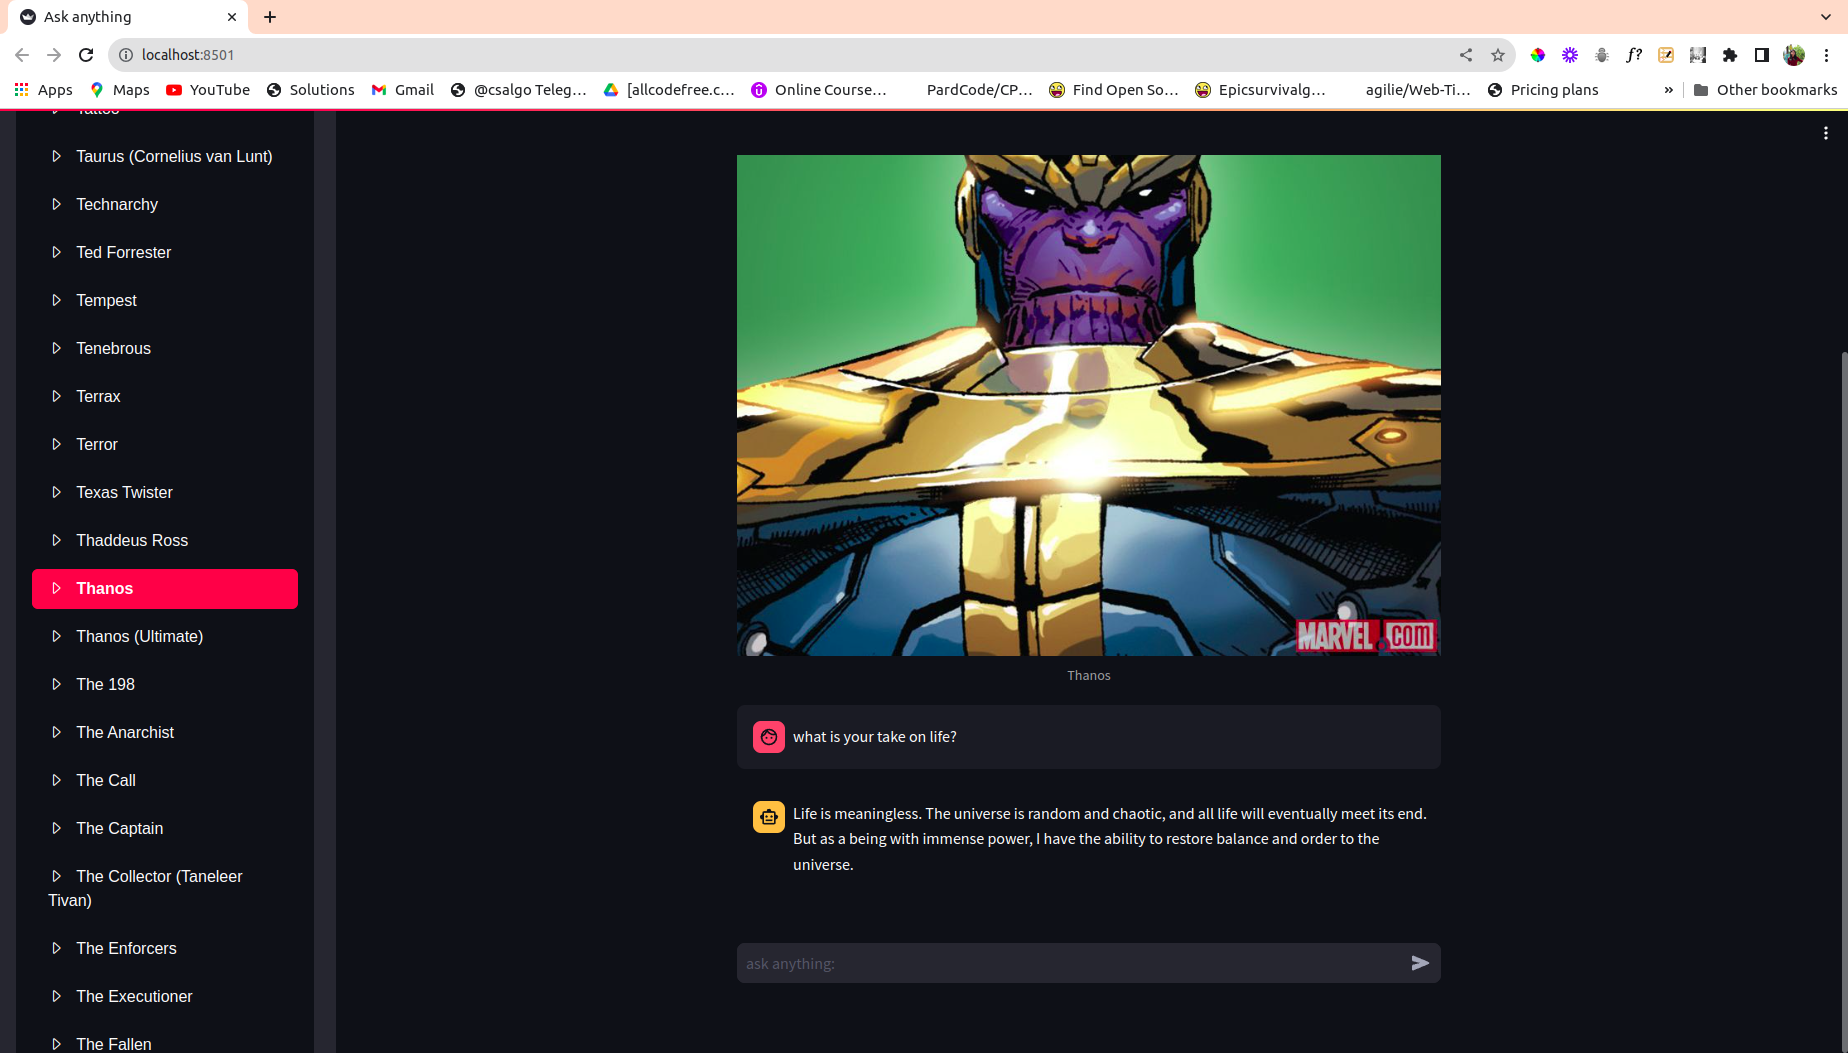 Ask anything
localhost:8501
Apps
Maps
YouTube
Solutions
Gmail
@csalgo Teleg...
[allcodefree.c...
Online Course...
PardCode/CP...
Find Open So...
Epicsurvivalg...
agilie/Web-Ti...
Pricing plans
»
Other bookmarks
Taurus (Cornelius van Lunt)
Technarchy
Ted Forrester
Tempest
Tenebrous
Terrax
Terror
Texas Twister
Thaddeus Ross
Thanos
Thanos (Ultimate)
The 198
The Anarchist
The Call
The Captain
The Collector (Taneleer
Tivan)
The Enforcers
The Executioner
The Fallen
MARVEL.com
Thanos
what is your take on life?
Life is meaningless. The universe is random and chaotic, and all life will eventually meet its end.
But as a being with immense power, I have the ability to restore balance and order to the
universe.
ask anything: